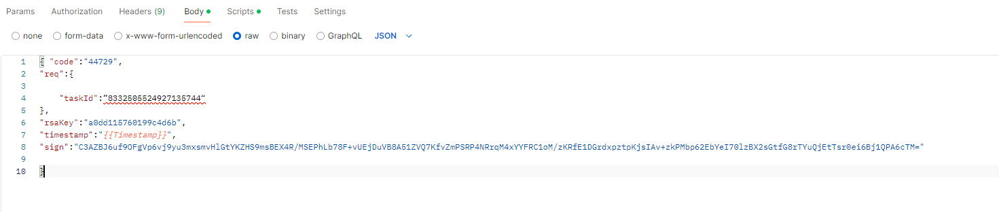 Params Authorization Headers (9) Body Scripts Tests Settings
none form-data x-www-form-urlencoded raw binary GraphQL JSON
1 { "code":"44729",
2 "req":{
3
4 "taskId":”8332505524927135744“
5 },
6 "rsaKey":"a0dd115760199c4d6b",
7 "timestamp":"{{Timestamp}}",
8 "sign":"C3AZBJ6uf9OFgVp6vj9yu3mxsmvHlGtYKZHS9msBEX4R/MSEPhLb78F+vUEjDuVB8A51ZVQ7KfvZmPSRP4NRrqM4xYYFRC1oM/zKRfE1DGrdxpztpKjsIAv+zkPMbp62EbYeI70lzBX2sGtfG8rTYuQjEtTsr0ei6Bj1QPA6cTM="
9
10 }